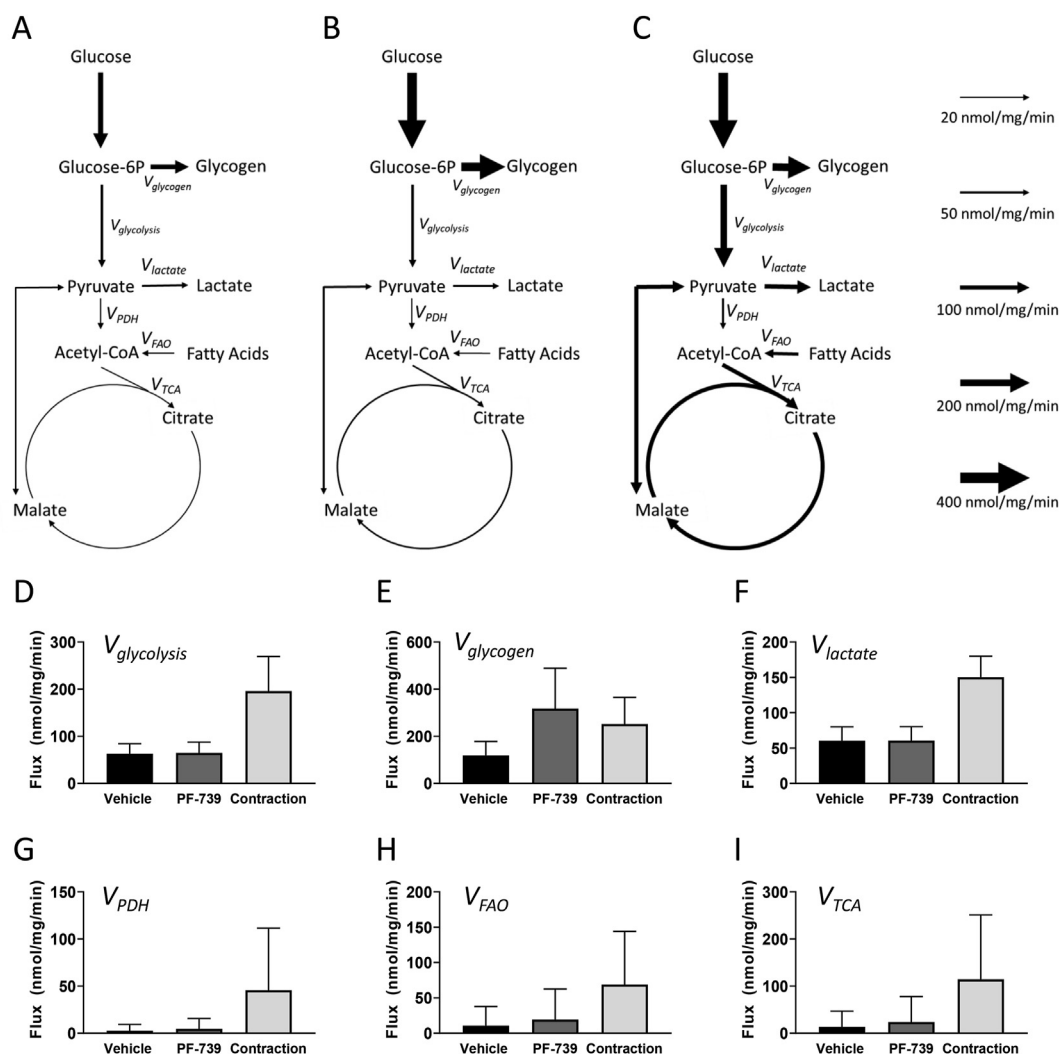 A
Glucose
Glucose-6P
Glycogen
Vglycogen
Vglycolysis
Vlactate
Pyruvate
Lactate
VPDH
VFAO
Acetyl-CoA
Fatty Acids
VTCA
Citrate
Malate
B
Glucose
Glucose-6P
Glycogen
Vglycogen
Vglycolysis
Vlactate
Pyruvate
Lactate
VPDH
VFAO
Acetyl-CoA
Fatty Acids
VTCA
Citrate
Malate
C
Glucose
Glucose-6P
Glycogen
Vglycogen
Vglycolysis
Vlactate
Pyruvate
Lactate
VPDH
VFAO
Acetyl-CoA
Fatty Acids
VTCA
Citrate
Malate
20 nmol/mg/min
50 nmol/mg/min
100 nmol/mg/min
200 nmol/mg/min
400 nmol/mg/min
D
Vglycolysis
Flux (nmol/mg/min)
300
200
100
0
Vehicle PF-739 Contraction
E
Vglycogen
Flux (nmol/mg/min)
600
400
200
0
Vehicle PF-739 Contraction
F
Vlactate
Flux (nmol/mg/min)
200
150
100
50
0
Vehicle PF-739 Contraction
G
VPDH
Flux (nmol/mg/min)
150
100
50
0
Vehicle PF-739 Contraction
H
VFAO
Flux (nmol/mg/min)
200
150
100
50
0
Vehicle PF-739 Contraction
I
VTCA
Flux (nmol/mg/min)
300
200
100
0
Vehicle PF-739 Contraction